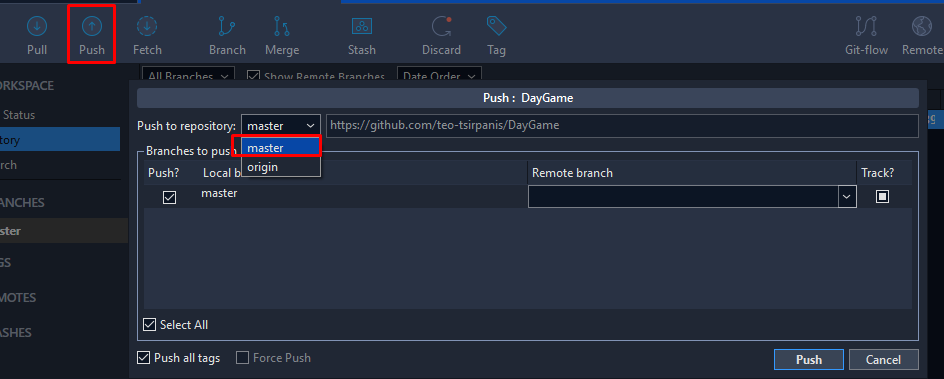 Pull Push Fetch Branch Merge Stash Discard Tag Git-flow Remote
All Branches Show Remote Branches Date Order
ORKSPACE
Status
tory
rch
ANCHES
ster
GS
MOTES
ASHES
Push : DayGame
Push to repository: master https://github.com/teo-tsirpanis/DayGame
master
origin
Branches to push
Push? Local b Remote branch Track?
master
Select All
Push all tags Force Push Push Cancel